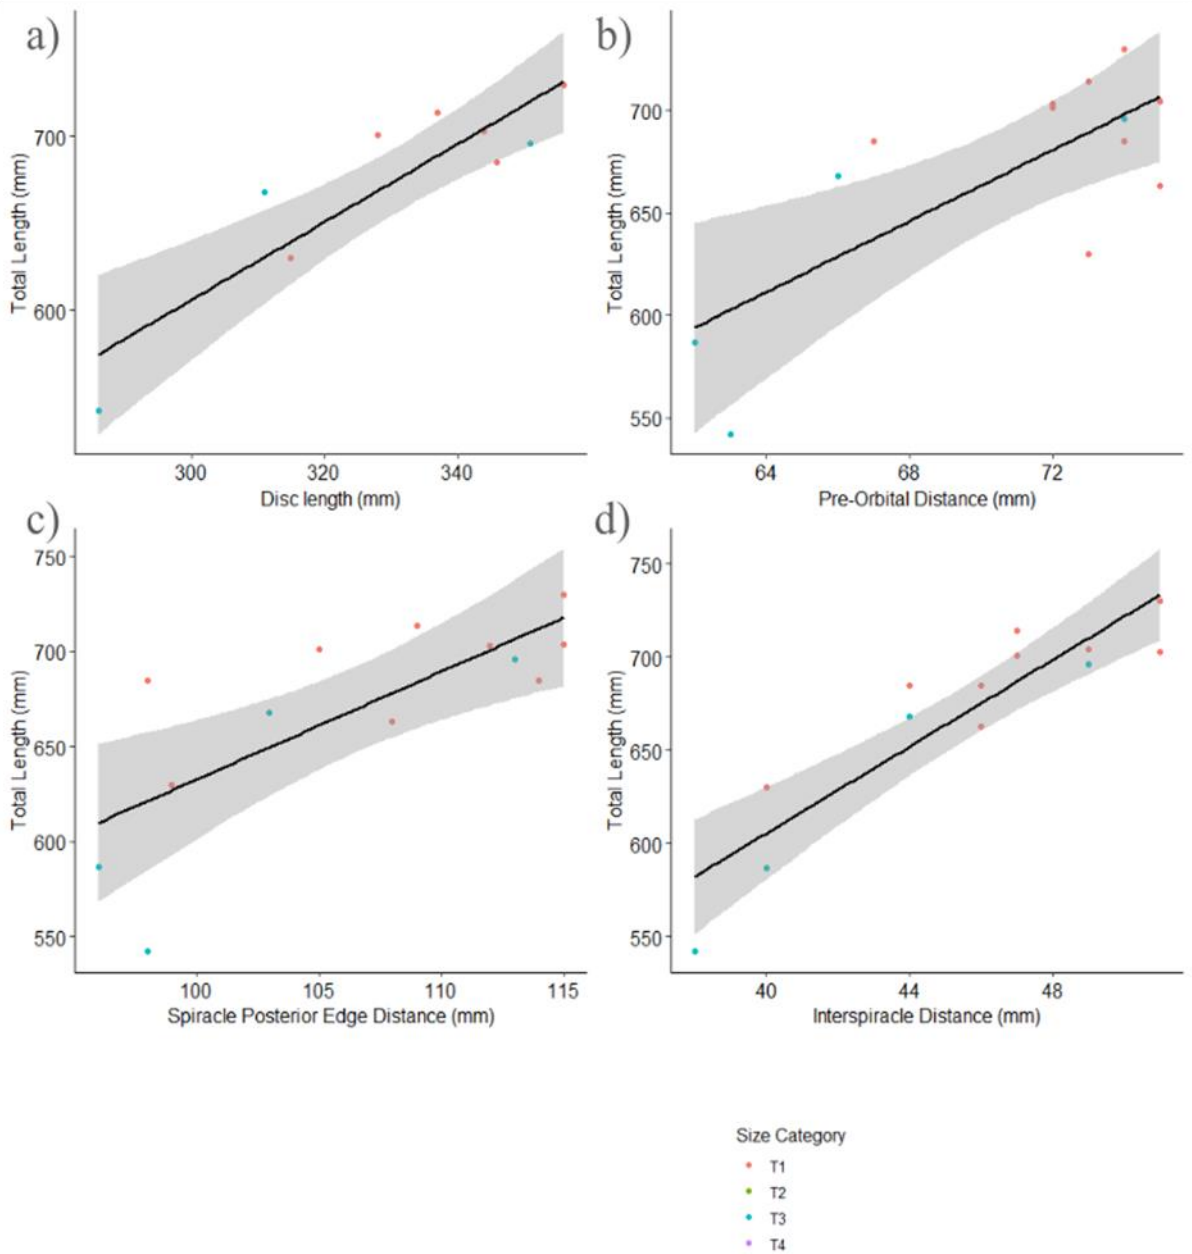 a)
Total Length (mm)
700
600
300 320 340
Disc length (mm)
b)
Total Length (mm)
700
650
600
550
64 68 72
Pre-Orbital Distance (mm)
c)
Total Length (mm)
750
700
650
600
550
100 105 110 115
Spiracle Posterior Edge Distance (mm)
d)
Total Length (mm)
750
700
650
600
550
40 44 48
Interspiracle Distance (mm)
Size Category
T1
T2
T3
T4